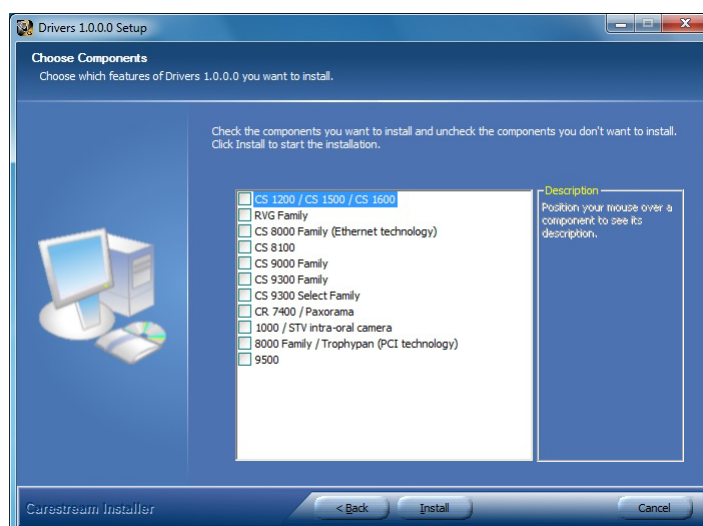 Drivers 1.0.0.0 Setup
Choose Components
Choose which features of Drivers 1.0.0.0 you want to install.
Check the components you want to install and uncheck the components you don't want to install.
Click Install to start the installation.
CS 1200 / CS 1500 / CS 1600
RVG Family
CS 8000 Family (Ethernet technology)
CS 8100
CS 9000 Family
CS 9300 Family
CS 9300 Select Family
CR 7400 / Paxorama
1000 / STV intra-oral camera
8000 Family / Trophypan (PCI technology)
9500
Description
Position your mouse over a
component to see its
description.
Carestream Installer
< Back
Install
Cancel